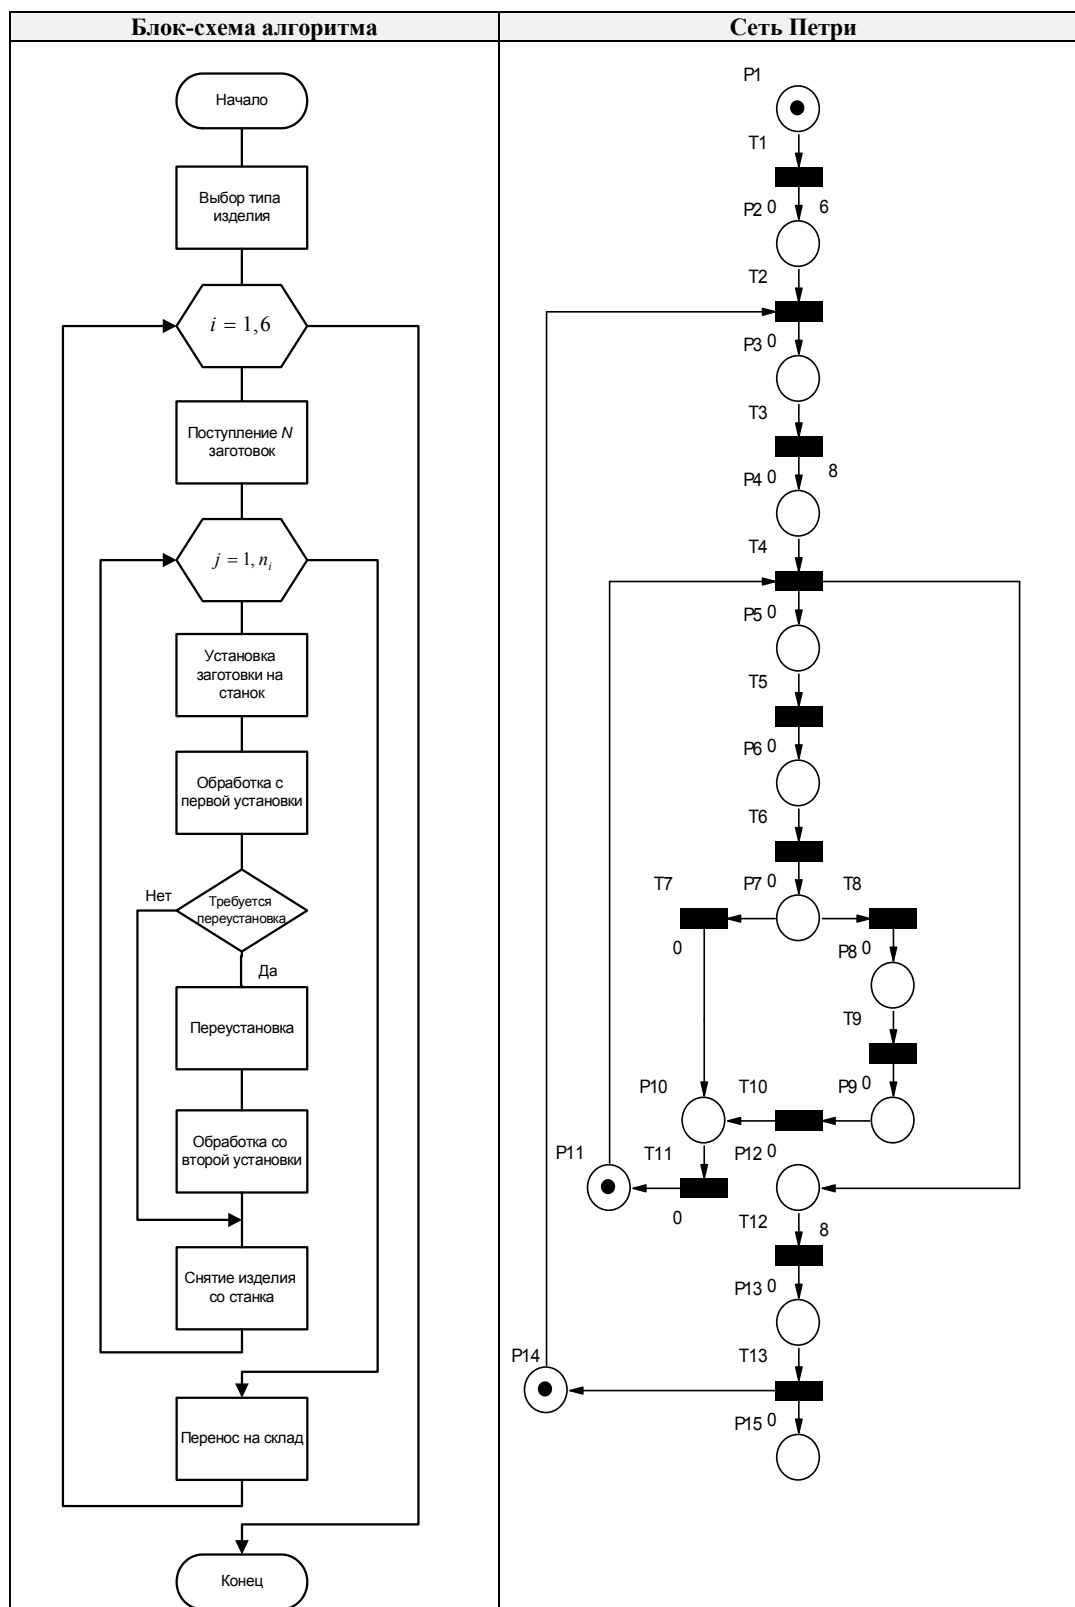 Блок-схема алгоритма
Начало
Выбор типа
изделия
i = 1,6
Поступление N
заготовок
j = 1, nᵢ
Установка
заготовки на
станок
Обработка с
первой установки
Нет
Требуется
переустановка
Да
Переустановка
Обработка со
второй установки
Снятие изделия
со станка
Перенос на склад
Конец
Сеть Петри
P1
T1
P2 0 6
T2
P3 0
T3
P4 0 8
T4
P5 0
T5
P6 0
T6
T7 P7 0 T8
0 P8 0
T9
P10 T10 P9 0
P11 T11 P12 0
0 T12 8
P13 0
P14 T13
P15 0